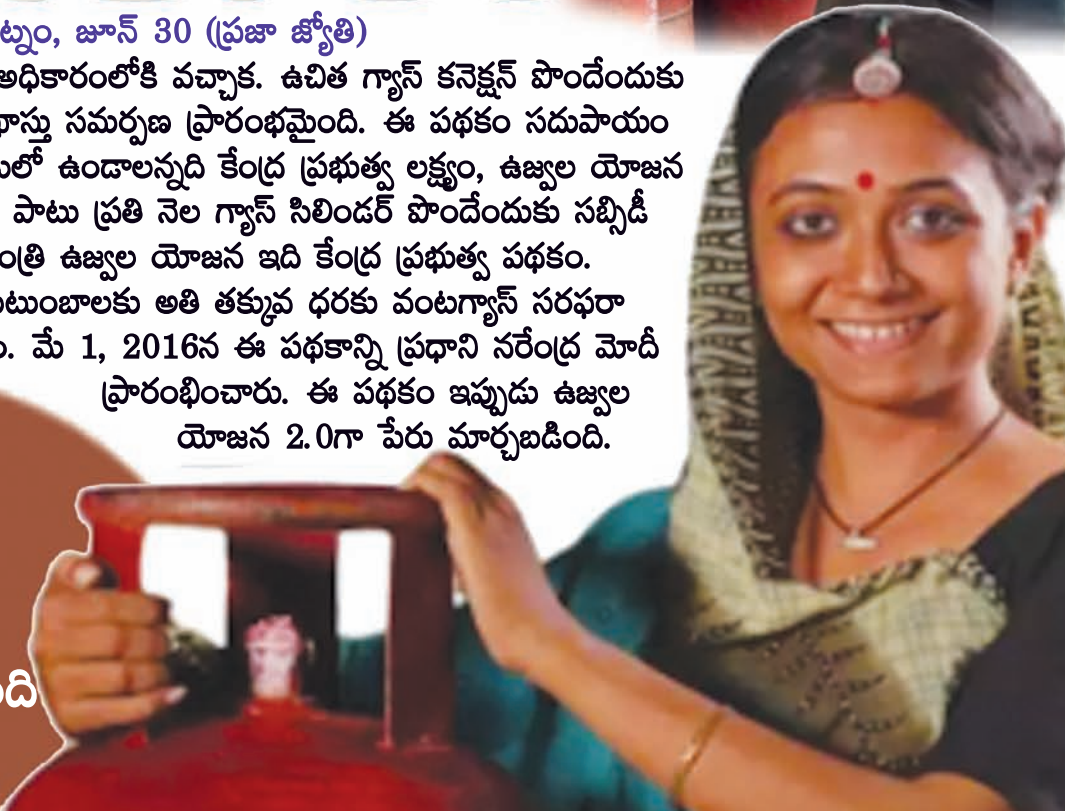 ట్నం, జూన్ 30 (ప్రజా జ్యోతి)
అధికారంలోకి వచ్చాక. ఉచిత గ్యాస్ కనెక్షన్ పొందేందుకు
సమర్పణ ప్రారంభమైంది. ఈ పథకం సదుపాయం
లో ఉండాలన్నది కేంద్ర ప్రభుత్వ లక్ష్యం, ఉజ్వల యోజన
పాటు ప్రతి నెల గ్యాస్ సిలిండర్ పొందేందుకు సబ్సిడీ
ంత్రి ఉజ్వల యోజన ఇది కేంద్ర ప్రభుత్వ పథకం.
టుంబాలకు అతి తక్కువ ధరకు వంటగ్యాస్ సరఫరా
ం. మే 1, 2016న ఈ పథకాన్ని ప్రధాని నరేంద్ర మోదీ
ప్రారంభించారు. ఈ పథకం ఇప్పుడు ఉజ్వల
యోజన 2.0గా పేరు మార్చబడింది.
ది